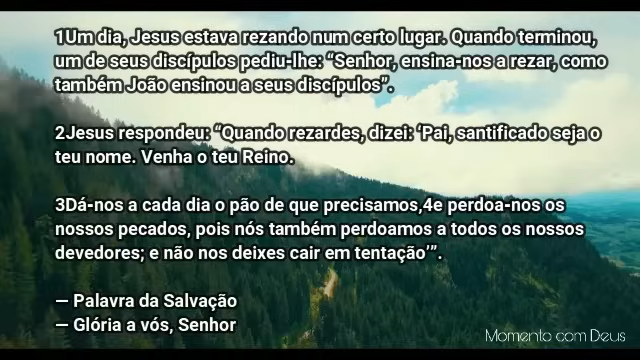 1Um dia, Jesus estava rezando num certo lugar. Quando terminou,
um de seus discípulos pediu-lhe: “Senhor, ensina-nos a rezar, como
também João ensinou a seus discípulos”.
2Jesus respondeu: “Quando rezardes, dizei: ‘Pai, santificado seja o
teu nome. Venha o teu Reino.
3Dá-nos a cada dia o pão de que precisamos,4e perdoa-nos os
nossos pecados, pois nós também perdoamos a todos os nossos
devedores; e não nos deixes cair em tentação’”.
— Palavra da Salvação
— Glória a vós, Senhor
Momento com Deus